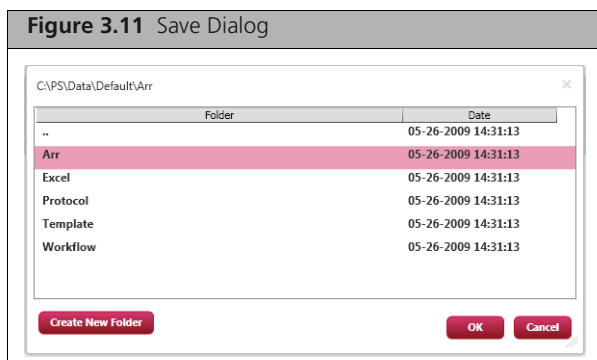 Figure 3.11 Save Dialog
C:\PS\Data\Default\Arr ×
Folder Date
.. 05-26-2009 14:31:13
Arr 05-26-2009 14:31:13
Excel 05-26-2009 14:31:13
Protocol 05-26-2009 14:31:13
Template 05-26-2009 14:31:13
Workflow 05-26-2009 14:31:13
Create New Folder OK Cancel